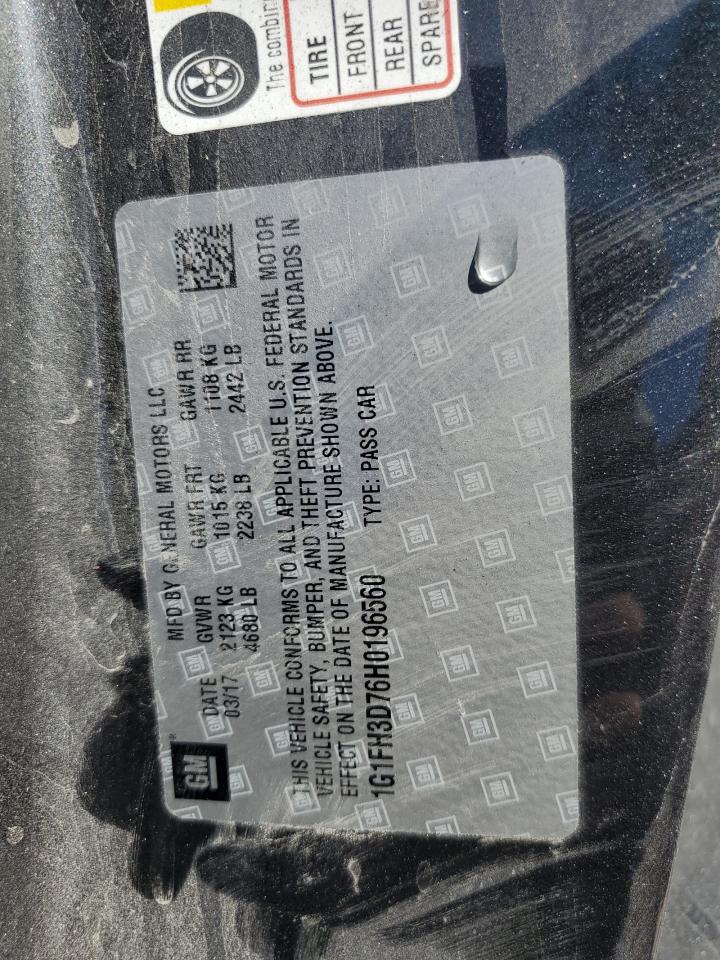 The combin
TIRE
FRONT
REAR
SPARE
GM
MFD BY GENERAL MOTORS LLC
DATE GVWR GAWR FRT GAWR RR
03/17 2123 KG 1015 KG 1108 KG
4680 LB 2238 LB 2442 LB
THIS VEHICLE CONFORMS TO ALL APPLICABLE U.S. FEDERAL MOTOR
VEHICLE SAFETY, BUMPER, AND THEFT PREVENTION STANDARDS IN
EFFECT ON THE DATE OF MANUFACTURE SHOWN ABOVE.
1G1FH3D76H0196560 TYPE: PASS CAR